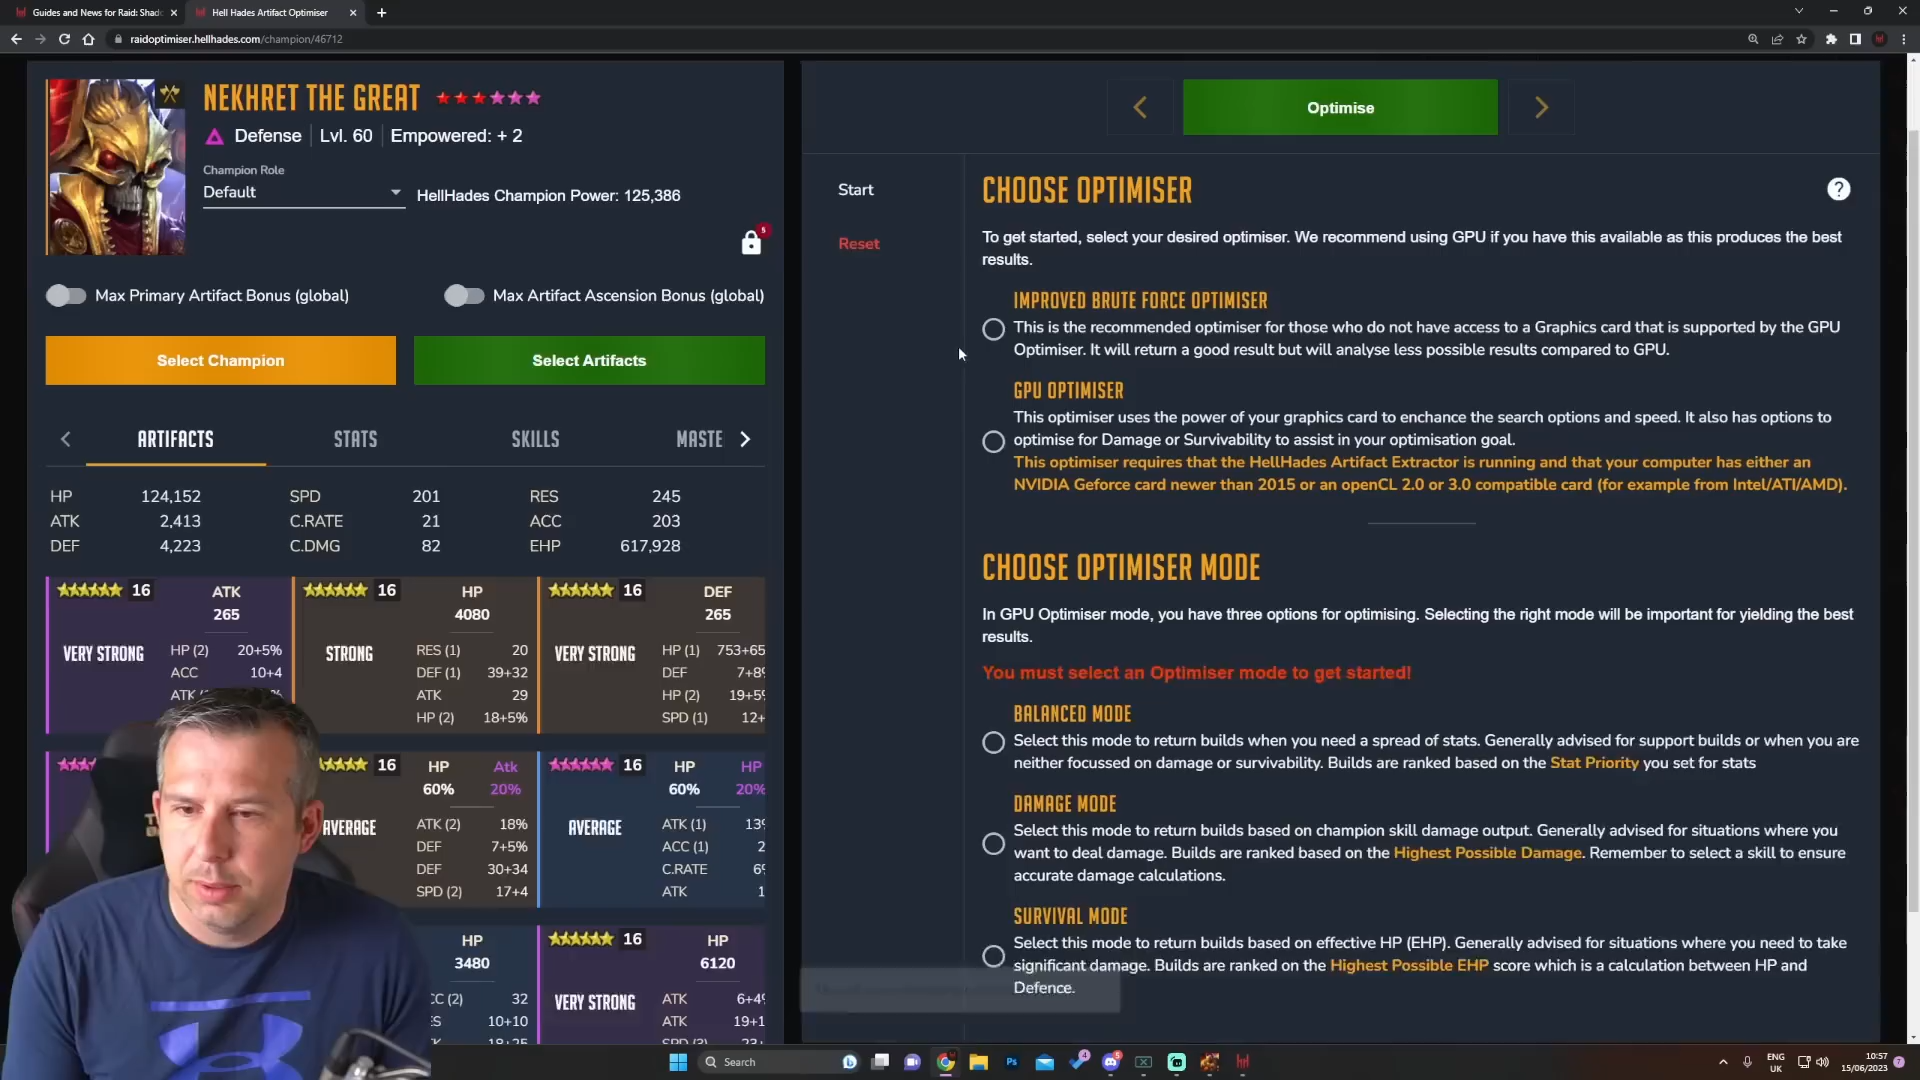 Guides and News for Raid: Shad
Hell Hades Artifact Optimiser
raidoptimiser.hellhades.com/champion/46712
NEKHRET THE GREAT
Defense
Lvl. 60
Empowered: + 2
Champion Role
Default
HellHades Champion Power: 125,386
5
Max Primary Artifact Bonus (global)
Max Artifact Ascension Bonus (global)
Select Champion
Select Artifacts
ARTIFACTS
STATS
SKILLS
MASTE
HP 124,152 SPD 201 RES 245
ATK 2,413 C.RATE 21 ACC 203
DEF 4,223 C.DMG 82 EHP 617,928
16 ATK
265
VERY STRONG
HP (2) 20+5%
ACC 10+4
16 HP
4080
STRONG
RES (1) 20
DEF (1) 39+32
ATK 29
HP (2) 18+5%
16 DEF
265
VERY STRONG
HP (1) 753+65
DEF 7+8%
HP (2) 19+5%
SPD (1) 12+
16 HP Atk
60% 20%
AVERAGE
ATK (2) 18%
DEF 7+5%
DEF 30+34
SPD (2) 17+4
16 HP HP
60% 20%
AVERAGE
ATK (1) 13%
ACC (1) 2
C.RATE 6%
ATK 1
HP
3480
CC (2) 32
ES 10+10
16 HP
6120
VERY STRONG
ATK 6+4%
ATK 19+1
Optimise
Start
Reset
CHOOSE OPTIMISER
?
To get started, select your desired optimiser. We recommend using GPU if you have this available as this produces the best
results.
IMPROVED BRUTE FORCE OPTIMISER
This is the recommended optimiser for those who do not have access to a Graphics card that is supported by the GPU
Optimiser. It will return a good result but will analyse less possible results compared to GPU.
GPU OPTIMISER
This optimiser uses the power of your graphics card to enchance the search options and speed. It also has options to
optimise for Damage or Survivability to assist in your optimisation goal.
This optimiser requires that the HellHades Artifact Extractor is running and that your computer has either an
NVIDIA Geforce card newer than 2015 or an openCL 2.0 or 3.0 compatible card (for example from Intel/ATI/AMD).
CHOOSE OPTIMISER MODE
In GPU Optimiser mode, you have three options for optimising. Selecting the right mode will be important for yielding the best
results.
You must select an Optimiser mode to get started!
BALANCED MODE
Select this mode to return builds when you need a spread of stats. Generally advised for support builds or when you are
neither focussed on damage or survivability. Builds are ranked based on the Stat Priority you set for stats
DAMAGE MODE
Select this mode to return builds based on champion skill damage output. Generally advised for situations where you
want to deal damage. Builds are ranked based on the Highest Possible Damage. Remember to select a skill to ensure
accurate damage calculations.
SURVIVAL MODE
Select this mode to return builds based on effective HP (EHP). Generally advised for situations where you need to take
significant damage. Builds are ranked on the Highest Possible EHP score which is a calculation between HP and
Defence.
Search
Ps
ENG
UK
10:57
15/06/2023